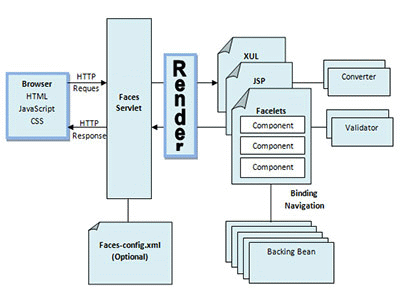 Browser
HTML
JavaScript
CSS
HTTP
Reques
HTTP
Response
Faces
Servlet
Render
XUL
JSP
Facelets
Component
Component
Component
Converter
Validator
Binding
Navigation
Faces-config.xml
(Optional)
Backing Bean